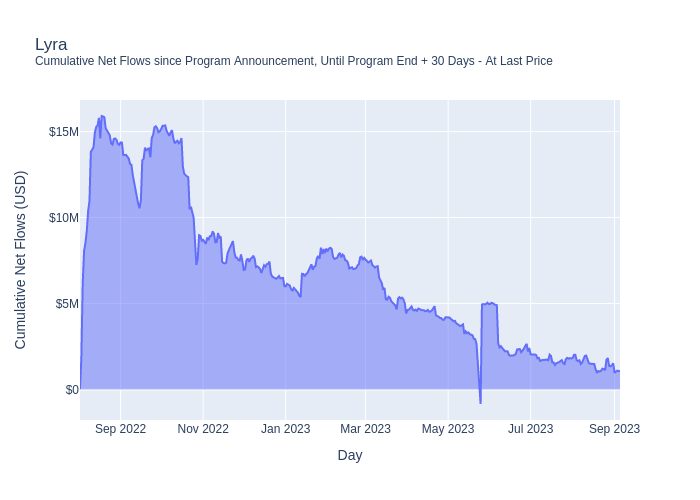 Lyra
Cumulative Net Flows since Program Announcement, Until Program End + 30 Days - At Last Price
Cumulative Net Flows (USD)
$15M
$10M
$5M
$0
Sep 2022
Nov 2022
Jan 2023
Mar 2023
May 2023
Jul 2023
Sep 2023
Day